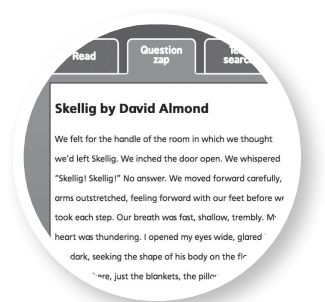 Read
Question
zap
search
Skellig by David Almond
We felt for the handle of the room in which we thought
we'd left Skellig. We inched the door open. We whispered
"Skellig! Skellig!" No answer. We moved forward carefully,
arms outstretched, feeling forward with our feet before we
took each step. Our breath was fast, shallow, trembly. My
heart was thundering. I opened my eyes wide, glared
dark, seeking the shape of his body on the
just the blankets, the